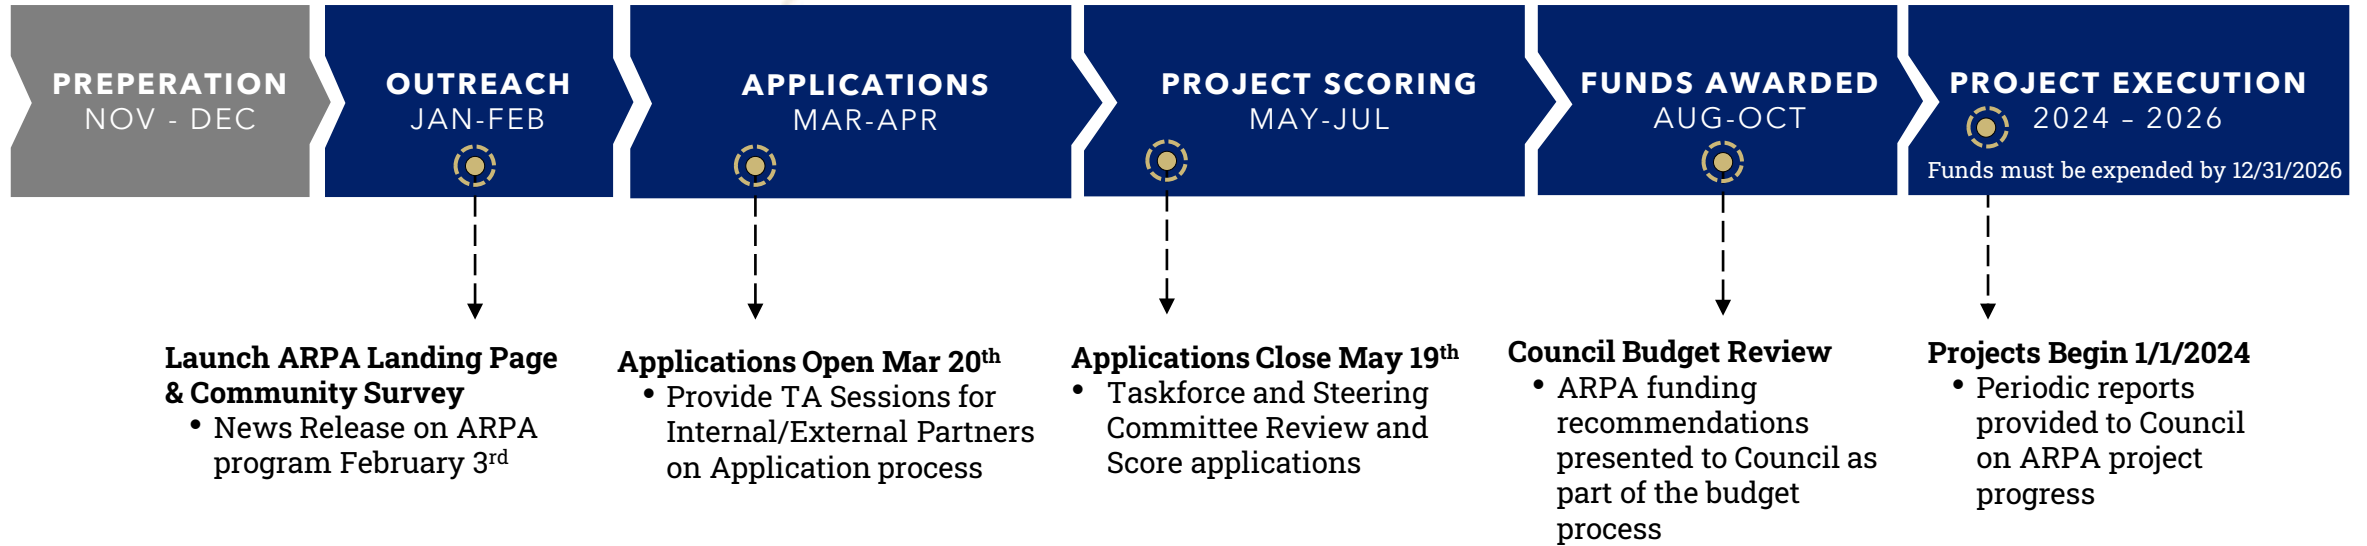 PREPERATION
NOV - DEC
OUTREACH
JAN-FEB
APPLICATIONS
MAR-APR
PROJECT SCORING
MAY-JUL
FUNDS AWARDED
AUG-OCT
PROJECT EXECUTION
2024 – 2026
Funds must be expended by 12/31/2026
Launch ARPA Landing Page
& Community Survey
• News Release on ARPA
program February 3rd
Applications Open Mar 20th
• Provide TA Sessions for
Internal/External Partners
on Application process
Applications Close May 19th
• Taskforce and Steering
Committee Review and
Score applications
Council Budget Review
• ARPA funding
recommendations
presented to Council as
part of the budget
process
Projects Begin 1/1/2024
• Periodic reports
provided to Council
on ARPA project
progress